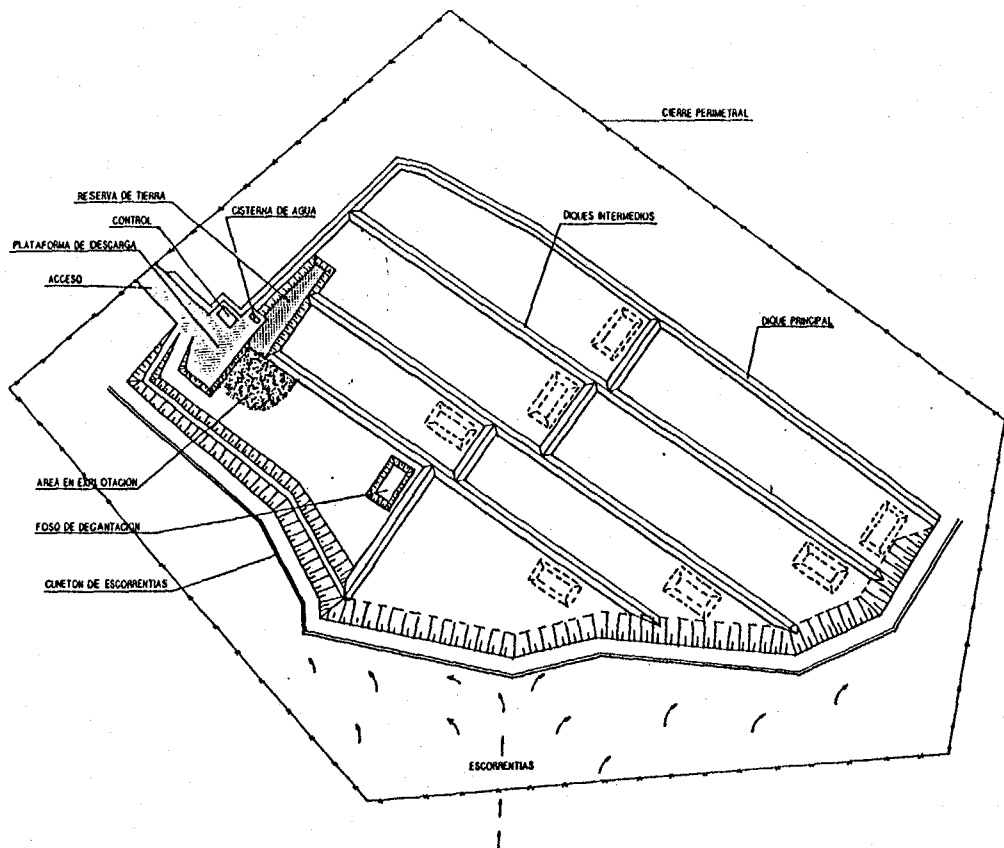 CIERRE PERIMETRAL
RESERVA DE TIERRA
CISTERNA DE AGUA
CONTROL
DIQUES INTERMEDIOS
PLATAFORMA DE DESCARGA
ACCESO
DIQUE PRINCIPAL
AREA EN EXPLOTACION
FOSO DE DECANTACION
CUNETON DE ESCORRENTIAS
ESCORRENTIAS